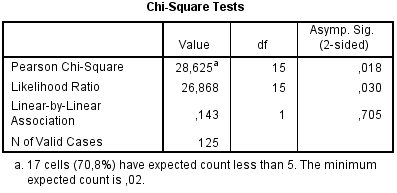 Chi-Square Tests
Value df Asymp. Sig. (2-sided)
Pearson Chi-Square 28,625a 15 ,018
Likelihood Ratio 26,868 15 ,030
Linear-by-Linear Association ,143 1 ,705
N of Valid Cases 125
a. 17 cells (70,8%) have expected count less than 5. The minimum
expected count is ,02.